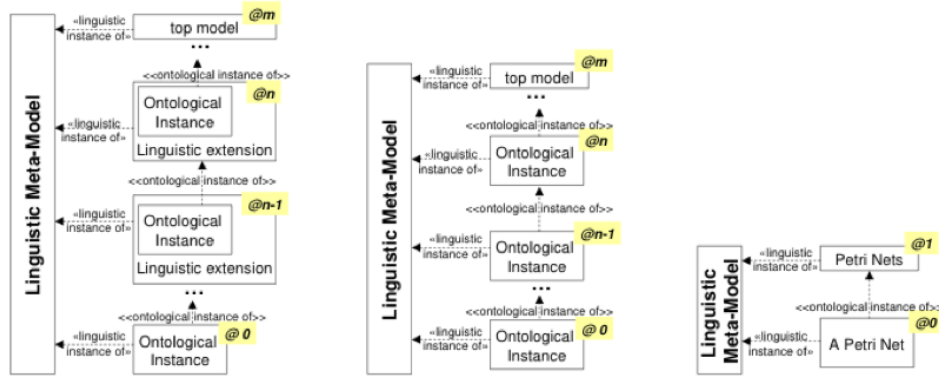 Linguistic Meta-Model
«linguistic
instance of»
top model
@m
...
<<ontological instance of>>
@n
Ontological
Instance
Linguistic extension
«linguistic
instance of»
<<ontological instance of>>
@n-1
Ontological
Instance
Linguistic extension
«linguistic
instance of»
...
<<ontological instance of>>
@ 0
Ontological
Instance
«linguistic
instance of»
Linguistic Meta-Model
«linguistic
instance of»
top model
@m
...
<<ontological instance of>>
@n
Ontological
Instance
«linguistic
instance of»
<<ontological instance of>>
@n-1
Ontological
Instance
«linguistic
instance of»
...
<<ontological instance of>>
@ 0
Ontological
Instance
«linguistic
instance of»
Linguistic
Meta-Model
«linguistic
instance of»
Petri Nets
@1
<<ontological instance of>>
@0
A Petri Net
«linguistic
instance of»